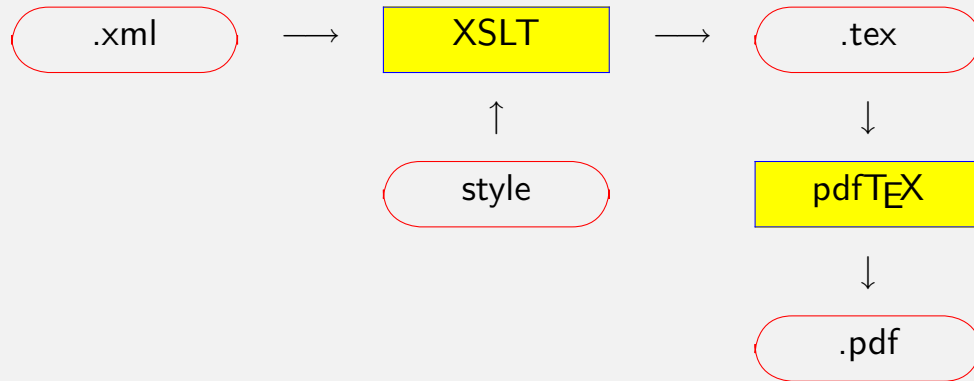 .xml → XSLT → .tex
↑ ↓
style pdfTEX
↓
.pdf